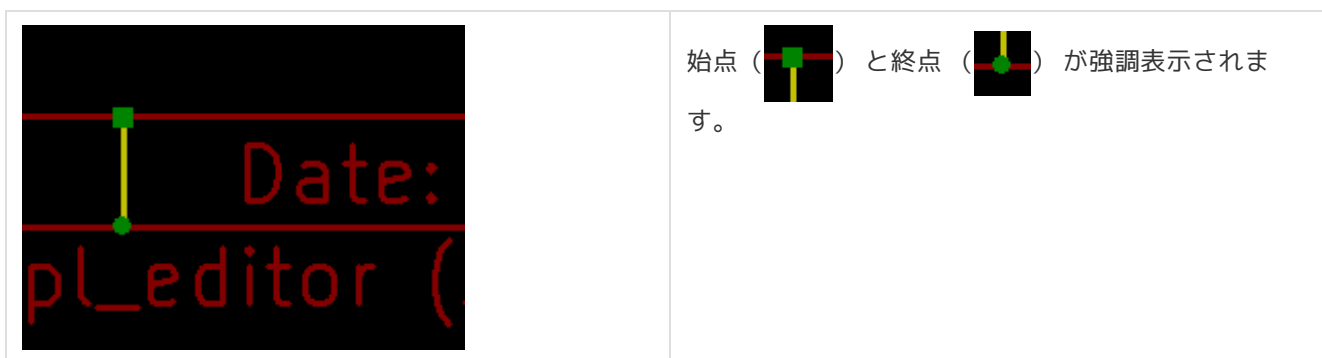 Date:
pl_editor (
始点 () と終点 () が強調表示されま
す。